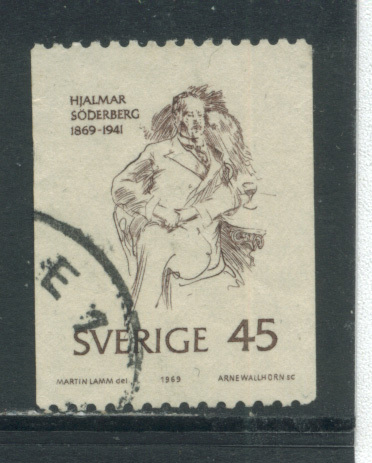 HJALMAR
SÖDERBERG
1869-1941
SVERIGE 45
MARTIN LAMM del 1969 ARNE WALLHORN SC